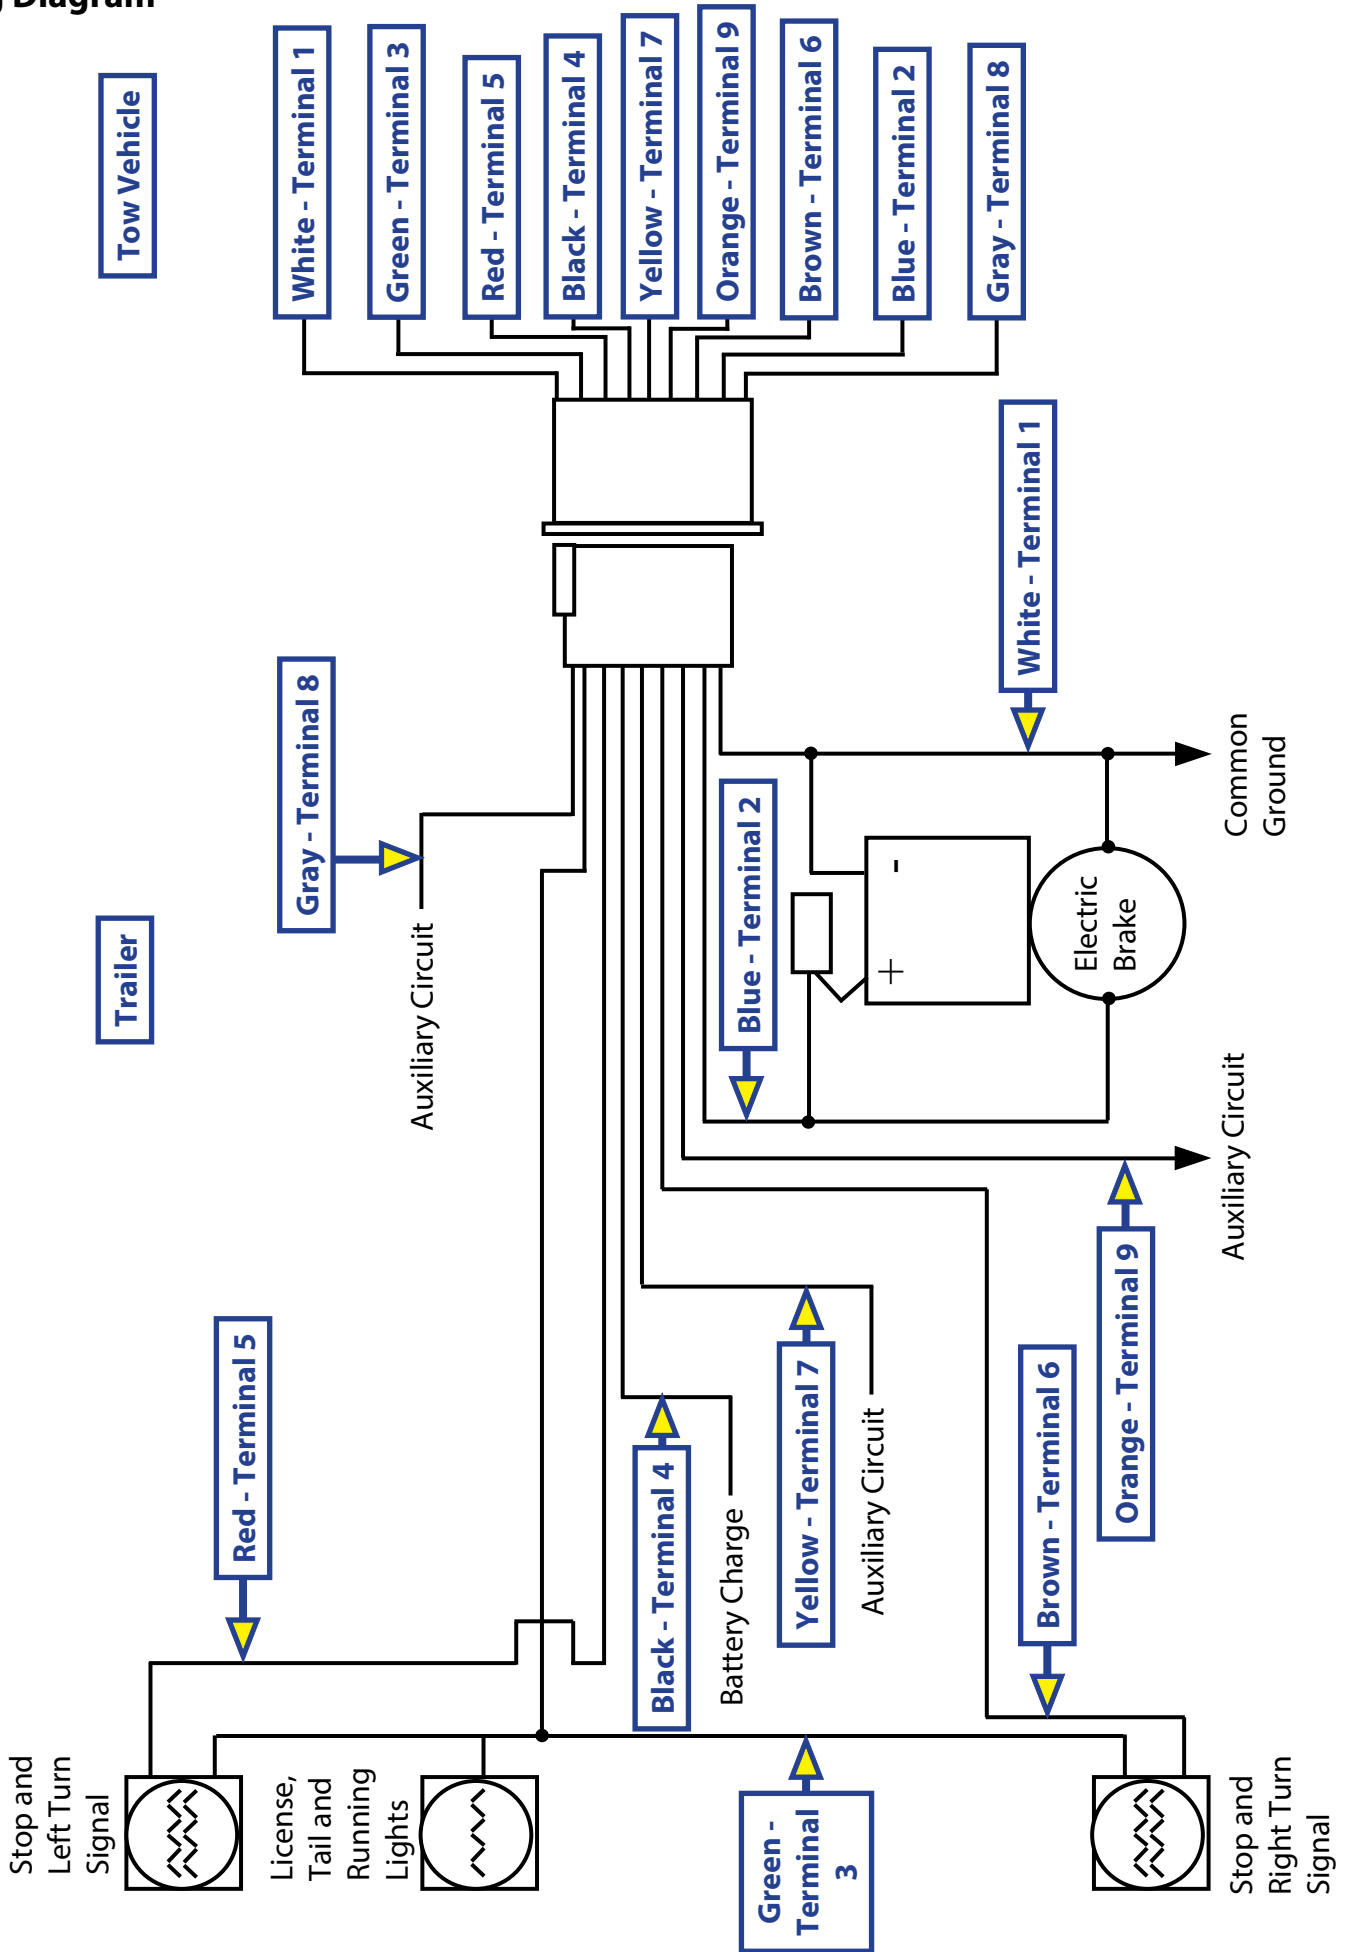 g Diagram
Tow Vehicle
White - Terminal 1
Green - Terminal 3
Red - Terminal 5
Black - Terminal 4
Yellow - Terminal 7
Orange - Terminal 9
Brown - Terminal 6
Blue - Terminal 2
Gray - Terminal 8
Trailer
Gray - Terminal 8
Auxiliary Circuit
White - Terminal 1
Common
Ground
Blue - Terminal 2
-
+
Electric
Brake
Auxiliary Circuit
Orange - Terminal 9
Red - Terminal 5
Black - Terminal 4
Battery Charge
Yellow - Terminal 7
Auxiliary Circuit
Brown - Terminal 6
Stop and
Left Turn
Signal
License,
Tail and
Running
Lights
Green -
Terminal
3
Stop and
Right Turn
Signal